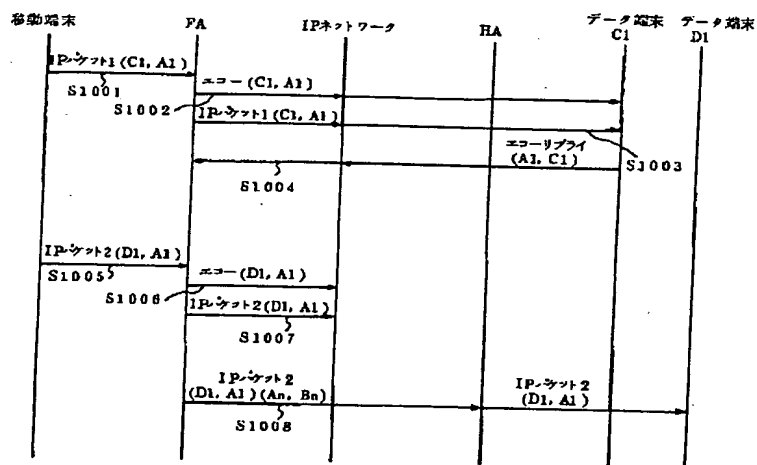 移動端末
FA
IPネットワーク
HA
データ端末
C1
データ端末
D1
IPパケット1(C1, A1)
S1001
エコー(C1, A1)
S1002
IPパケット1(C1, A1)
S1003
エコーリプライ
(A1, C1)
S1004
IPパケット2(D1, A1)
S1005
エコー(D1, A1)
S1006
IPパケット2(D1, A1)
S1007
IPパケット2
(D1, A1)(An, Bn)
S1008
IPパケット2
(D1, A1)